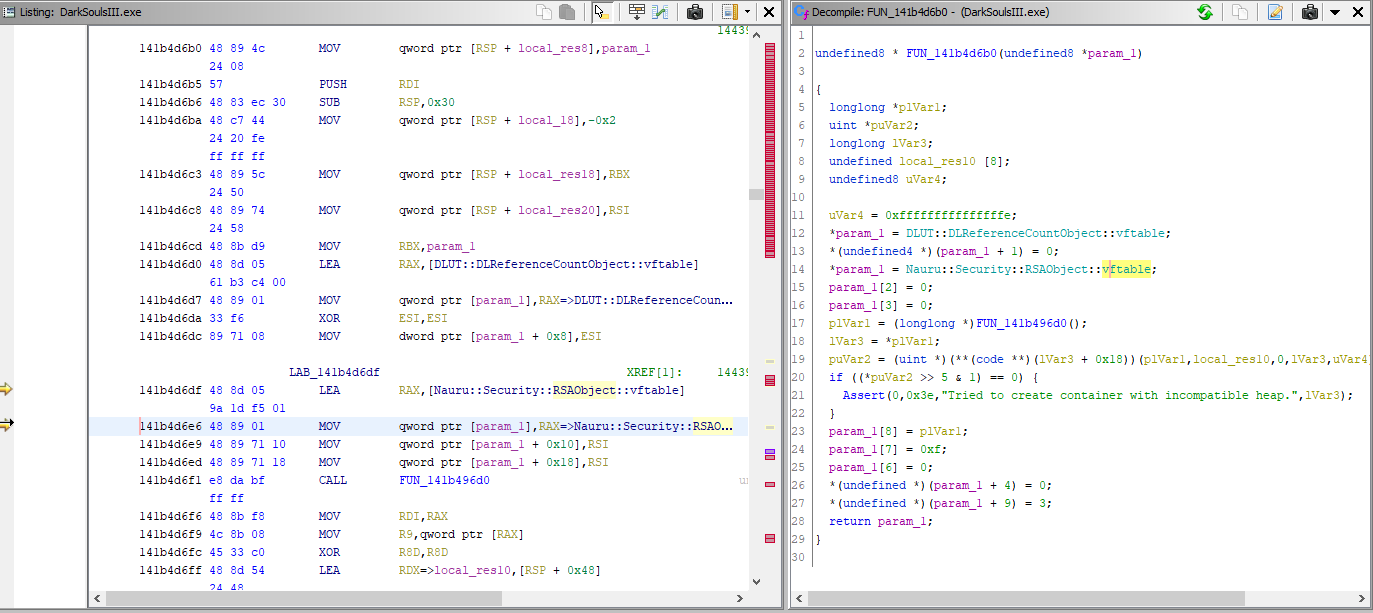 Listing: DarkSoulsIII.exe
14439
141b4d6b0 48 89 4c MOV qword ptr [RSP + local_res8],param_1
24 08
141b4d6b5 57 PUSH RDI
141b4d6b6 48 83 ec 30 SUB RSP,0x30
141b4d6ba 48 c7 44 MOV qword ptr [RSP + local_18],-0x2
24 20 fe
ff ff ff
141b4d6c3 48 89 5c MOV qword ptr [RSP + local_res18],RBX
24 50
141b4d6c8 48 89 74 MOV qword ptr [RSP + local_res20],RSI
24 58
141b4d6cd 48 8b d9 MOV RBX,param_1
141b4d6d0 48 8d 05 LEA RAX,[DLUT::DLReferenceCountObject::vftable]
61 b3 c4 00
141b4d6d7 48 89 01 MOV qword ptr [param_1],RAX=>DLUT::DLReferenceCoun...
141b4d6da 33 f6 XOR ESI,ESI
141b4d6dc 89 71 08 MOV dword ptr [param_1 + 0x8],ESI
LAB_141b4d6df XREF[1]: 14439
141b4d6df 48 8d 05 LEA RAX,[Nauru::Security::RSAObject::vftable]
9a 1d f5 01
141b4d6e6 48 89 01 MOV qword ptr [param_1],RAX=>Nauru::Security::RSAO...
141b4d6e9 48 89 71 10 MOV qword ptr [param_1 + 0x10],RSI
141b4d6ed 48 89 71 18 MOV qword ptr [param_1 + 0x18],RSI
141b4d6f1 e8 da bf CALL FUN_141b496d0 u
ff ff
141b4d6f6 48 8b f8 MOV RDI,RAX
141b4d6f9 4c 8b 08 MOV R9,qword ptr [RAX]
141b4d6fc 45 33 c0 XOR R8D,R8D
141b4d6ff 48 8d 54 LEA RDX=>local_res10,[RSP + 0x48]
24 48
Decompile: FUN_141b4d6b0 - (DarkSoulsIII.exe)
1
2 undefined8 * FUN_141b4d6b0(undefined8 *param_1)
3
4 {
5 longlong *plVar1;
6 uint *puVar2;
7 longlong lVar3;
8 undefined local_res10 [8];
9 undefined8 uVar4;
10
11 uVar4 = 0xfffffffffffffffe;
12 *param_1 = DLUT::DLReferenceCountObject::vftable;
13 *(undefined4 *)(param_1 + 1) = 0;
14 *param_1 = Nauru::Security::RSAObject::vftable;
15 param_1[2] = 0;
16 param_1[3] = 0;
17 plVar1 = (longlong *)FUN_141b496d0();
18 lVar3 = *plVar1;
19 puVar2 = (uint *)(**(code **)(lVar3 + 0x18))(plVar1,local_res10,0,lVar3,uVar4
20 if ((*puVar2 >> 5 & 1) == 0) {
21 Assert(0,0x3e,"Tried to create container with incompatible heap.",lVar3);
22 }
23 param_1[8] = plVar1;
24 param_1[7] = 0xf;
25 param_1[6] = 0;
26 *(undefined *)(param_1 + 4) = 0;
27 *(undefined *)(param_1 + 9) = 3;
28 return param_1;
29 }
30